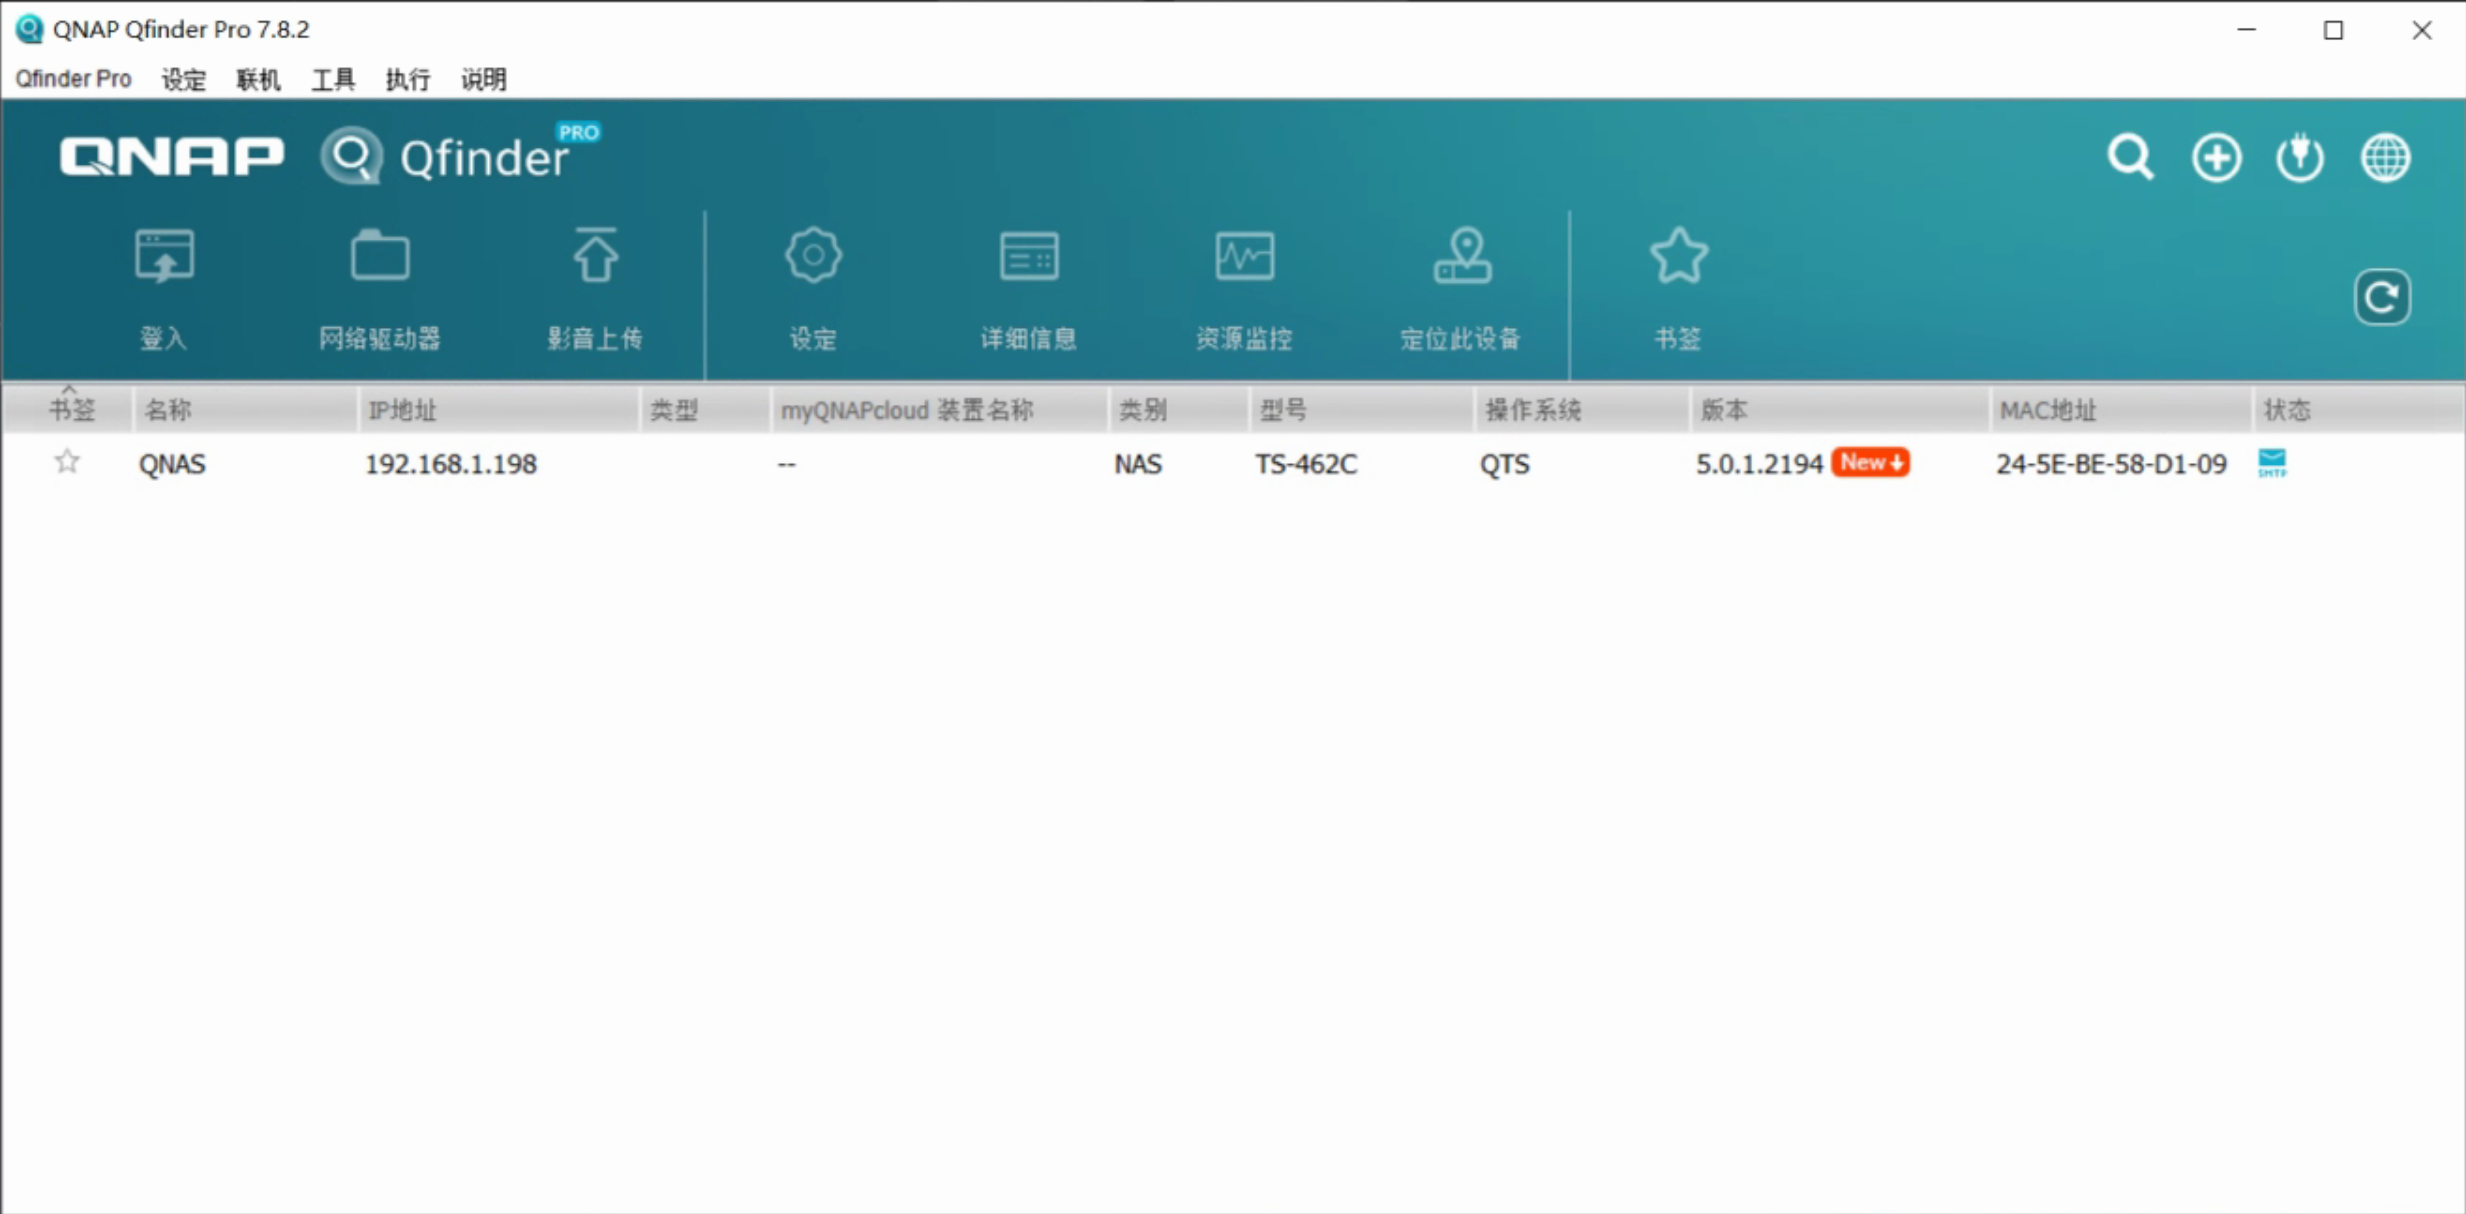 QNAP Qfinder Pro 7.8.2
Qfinder Pro 设定 联机 工具 执行 说明
QNAP Qfinder PRO
登入 网络驱动器 影音上传 设定 详细信息 资源监控 定位此设备 书签
书签 名称 IP地址 类型 myQNAPcloud 装置名称 类别 型号 操作系统 版本 MAC地址 状态
QNAS 192.168.1.198 -- NAS TS-462C QTS 5.0.1.2194 New 24-5E-BE-58-D1-09 SMTP